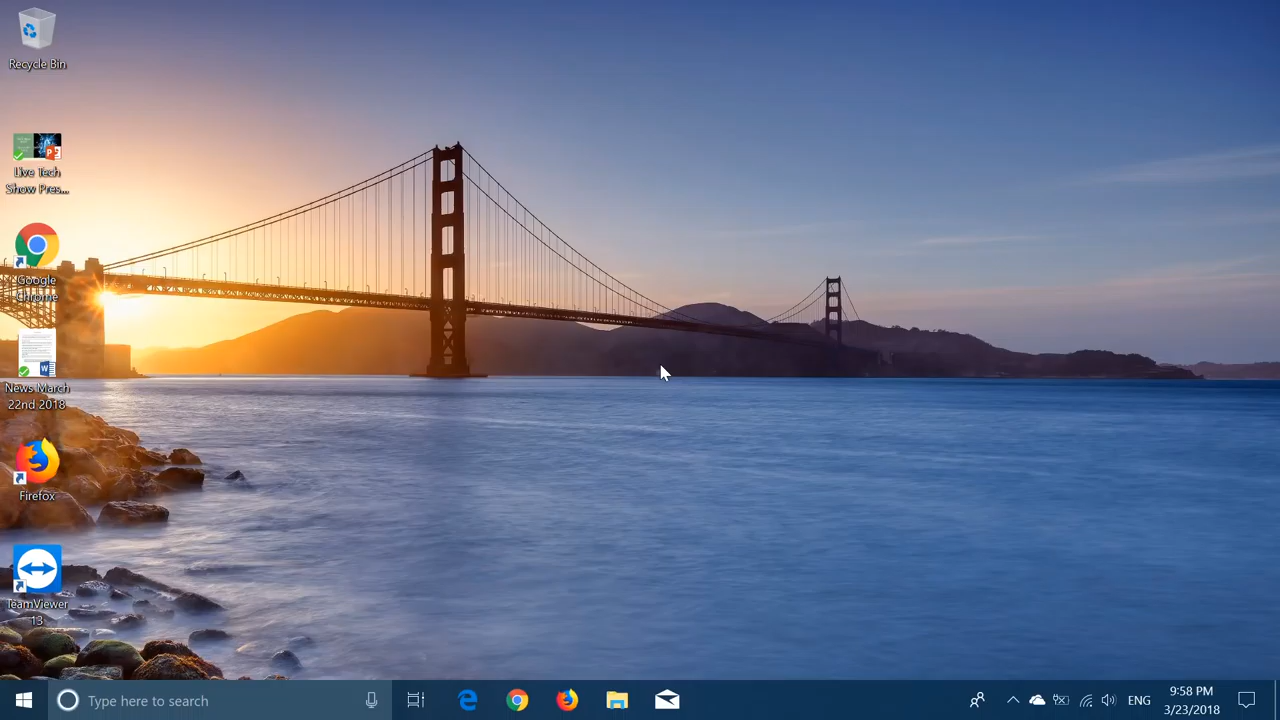 Recycle Bin
Live Tech
Show Pres...
Google
Chrome
News March
22nd 2018
Firefox
TeamViewer
13
Type here to search
ENG
9:58 PM
3/23/2018